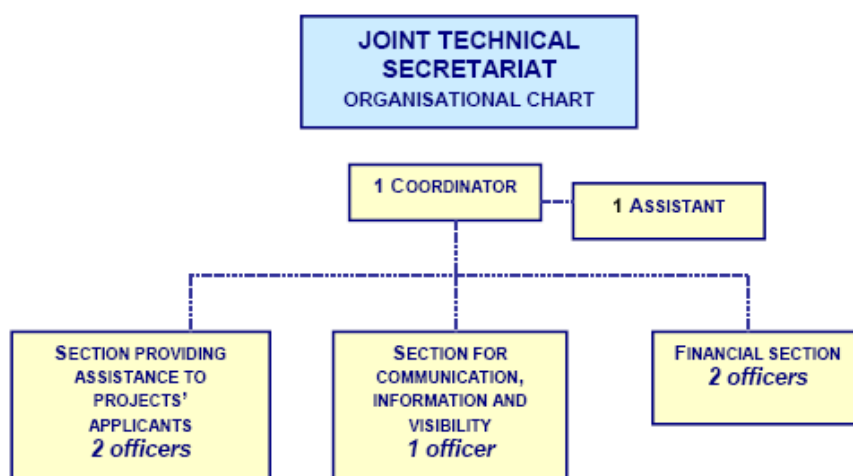 JOINT TECHNICAL
SECRETARIAT
ORGANISATIONAL CHART
1 COORDINATOR
1 ASSISTANT
SECTION PROVIDING
ASSISTANCE TO
PROJECTS'
APPLICANTS
2 officers
SECTION FOR
COMMUNICATION,
INFORMATION AND
VISIBILITY
1 officer
FINANCIAL SECTION
2 officers